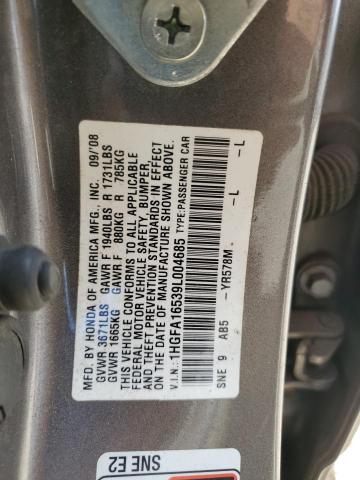 MFD. BY HONDA OF AMERICA MFG., INC. 09/'08
GVWR 3671LBS GAWR F 1940LBS R 1731LBS
GVWR 1665KG GAWR F 880KG R 785KG
THIS VEHICLE CONFORMS TO ALL APPLICABLE
FEDERAL MOTOR VEHICLE SAFETY, BUMPER,
AND THEFT PREVENTION STANDARDS IN EFFECT
ON THE DATE OF MANUFACTURE SHOWN ABOVE.
V.I.N.: 1HGFA16539L004685 TYPE:PASSENGER CAR
SNE 9 AB5 -YR578M -L -L
SNE E2